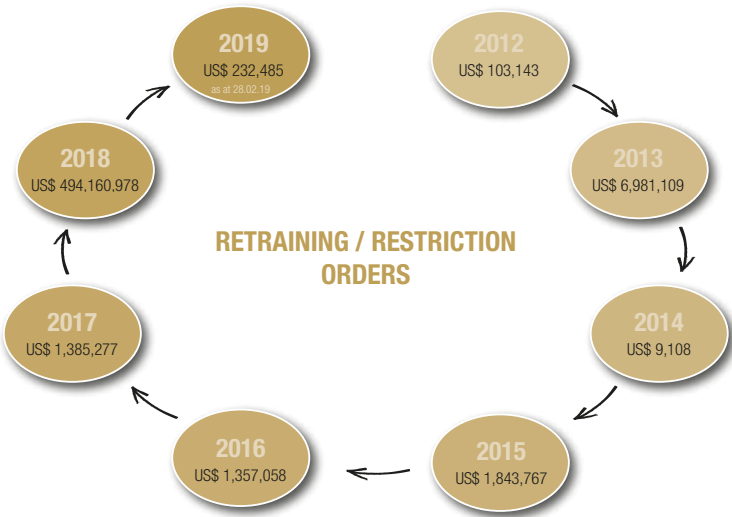 2012
US$ 103,143
2013
US$ 6,981,109
2014
US$ 9,108
2015
US$ 1,843,767
2016
US$ 1,357,058
2017
US$ 1,385,277
2018
US$ 494,160,978
2019
US$ 232,485
as at 28.02.19
RETRAINING / RESTRICTION
ORDERS